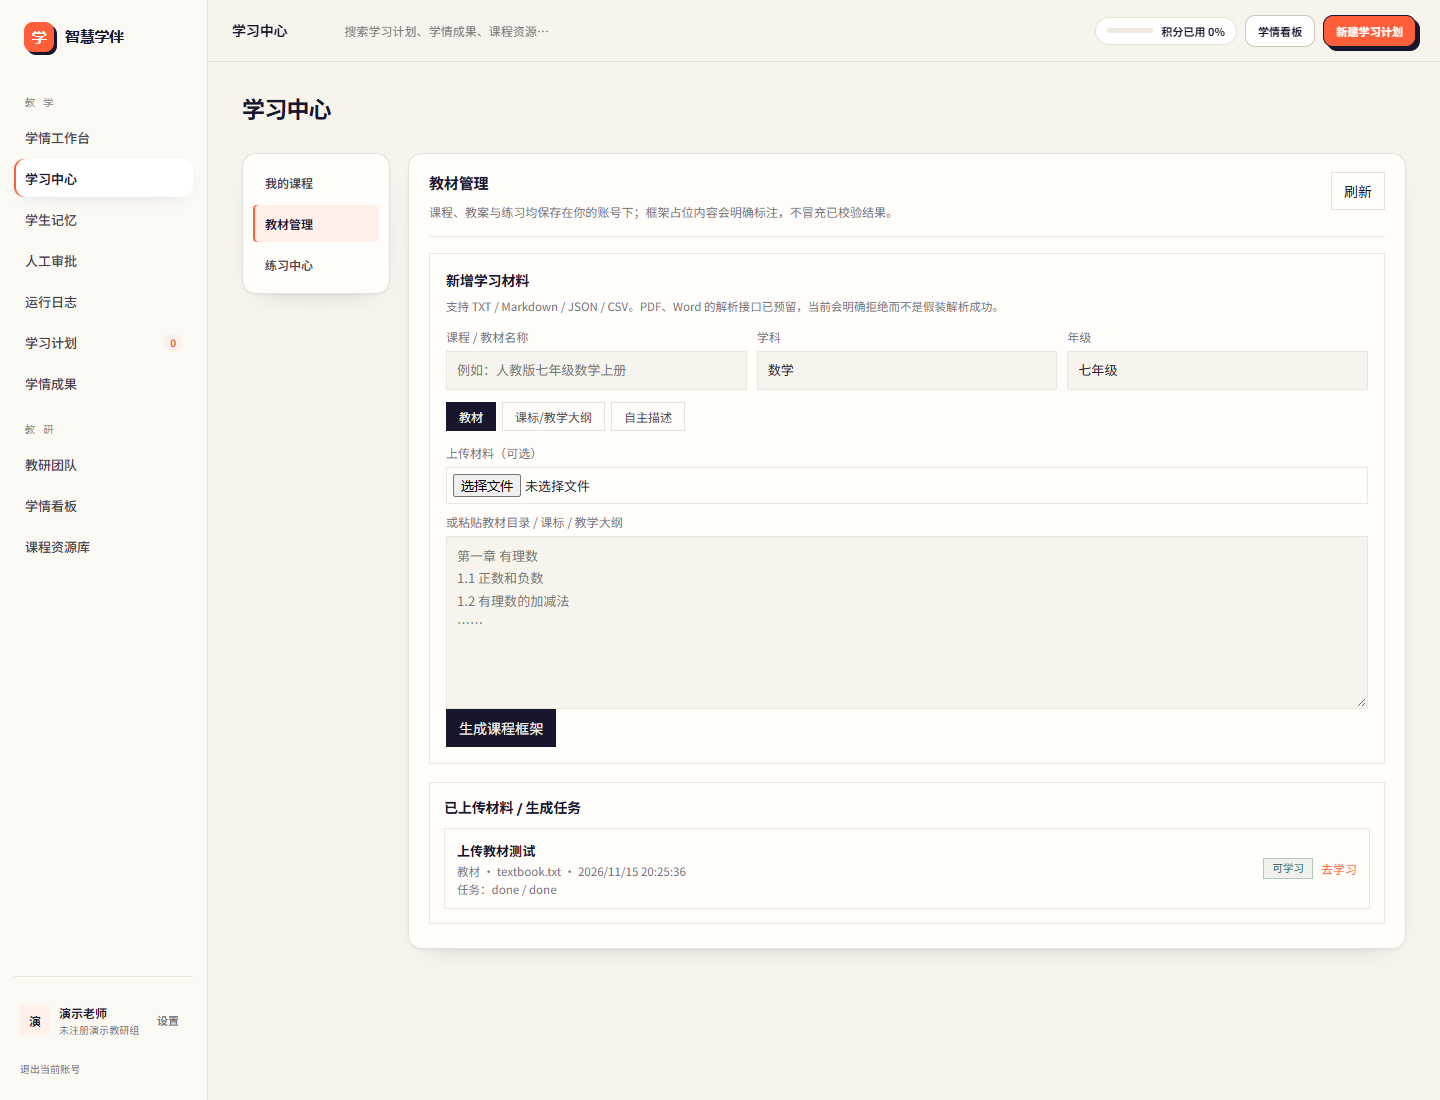 学
智慧学伴
教 学
学情工作台
学习中心
学生记忆
人工审批
运行日志
学习计划
0
学情成果
教 研
教研团队
学情看板
课程资源库
演
演示老师
未注册演示教研组
设置
退出当前账号
学习中心
搜索学习计划、学情成果、课程资源…
积分已用 0%
学情看板
新建学习计划
学习中心
我的课程
教材管理
练习中心
教材管理
课程、教案与练习均保存在你的账号下；框架占位内容会明确标注，不冒充已校验结果。
刷新
新增学习材料
支持 TXT / Markdown / JSON / CSV。PDF、Word 的解析接口已预留，当前会明确拒绝而不是假装解析成功。
课程 / 教材名称
学科
年级
例如：人教版七年级数学上册
数学
七年级
教材
课标/教学大纲
自主描述
上传材料（可选）
选择文件 未选择文件
或粘贴教材目录 / 课标 / 教学大纲
第一章 有理数
1.1 正数和负数
1.2 有理数的加减法
……
生成课程框架
已上传材料 / 生成任务
上传教材测试
教材 · textbook.txt · 2026/11/15 20:25:36
任务：done / done
可学习
去学习